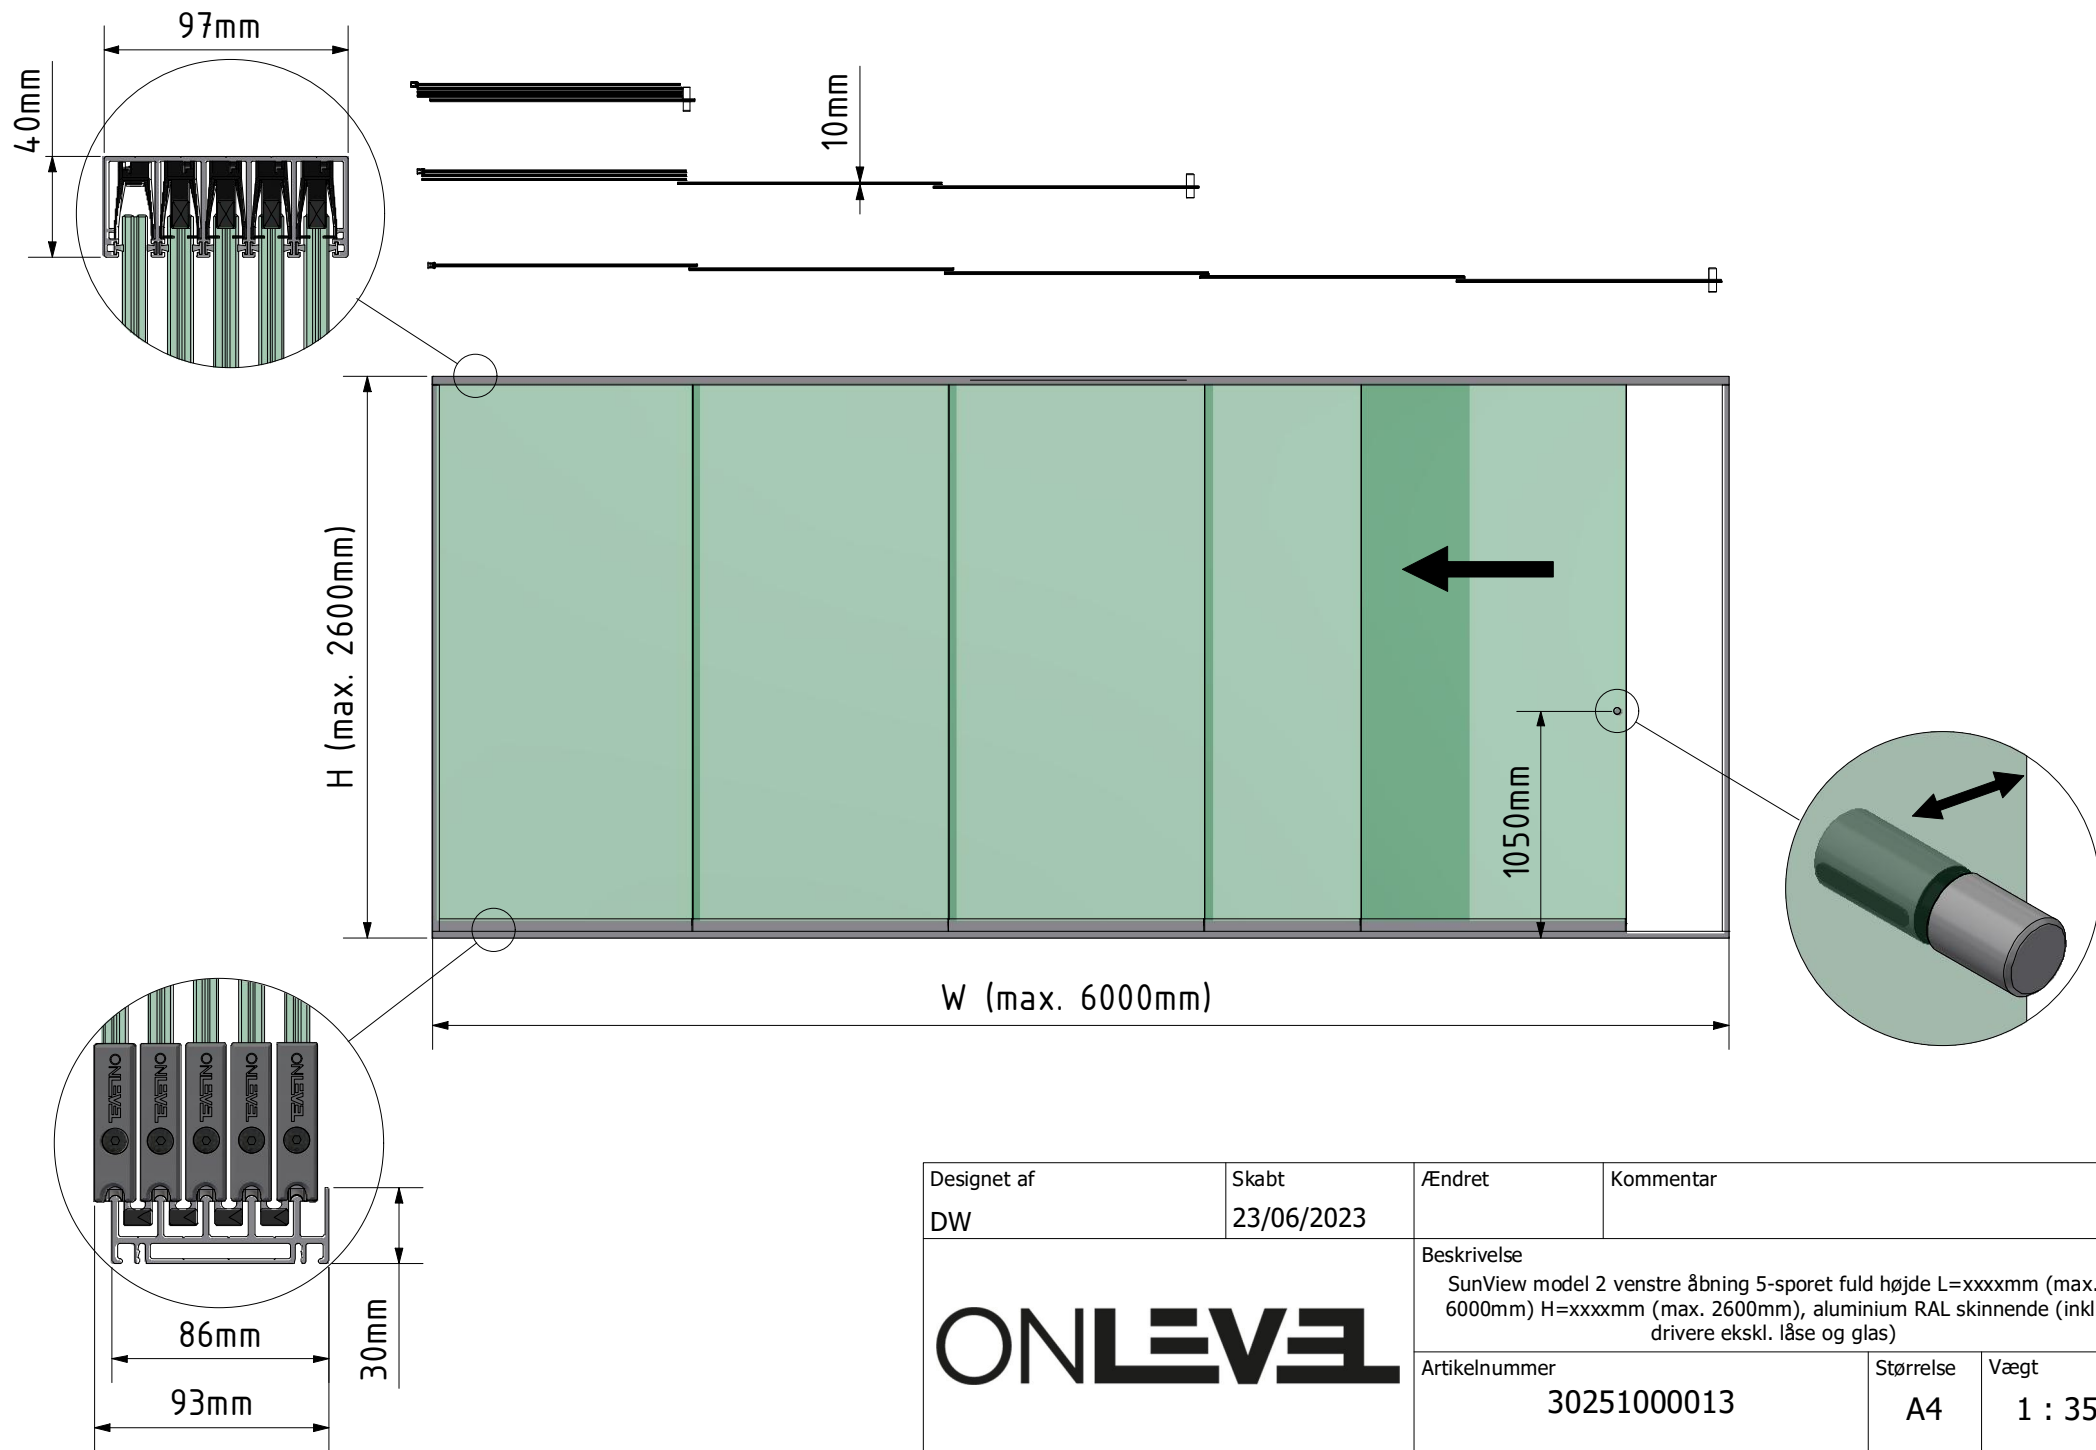 97mm
40mm
10mm
H (max. 2600mm)
1050mm
W (max. 6000mm)
ONLEVEL
ONLEVEL
ONLEVEL
ONLEVEL
ONLEVEL
86mm
93mm
30mm
Designet af
DW
Skabt
23/06/2023
Ændret
Kommentar
ONLEVEL
Beskrivelse
SunView model 2 venstre åbning 5-sporet fuld højde L=xxxxmm (max.
6000mm) H=xxxxmm (max. 2600mm), aluminium RAL skinnende (inkl
drivere ekskl. låse og glas)
Artikelnummer
30251000013
Størrelse
A4
Vægt
1 : 35